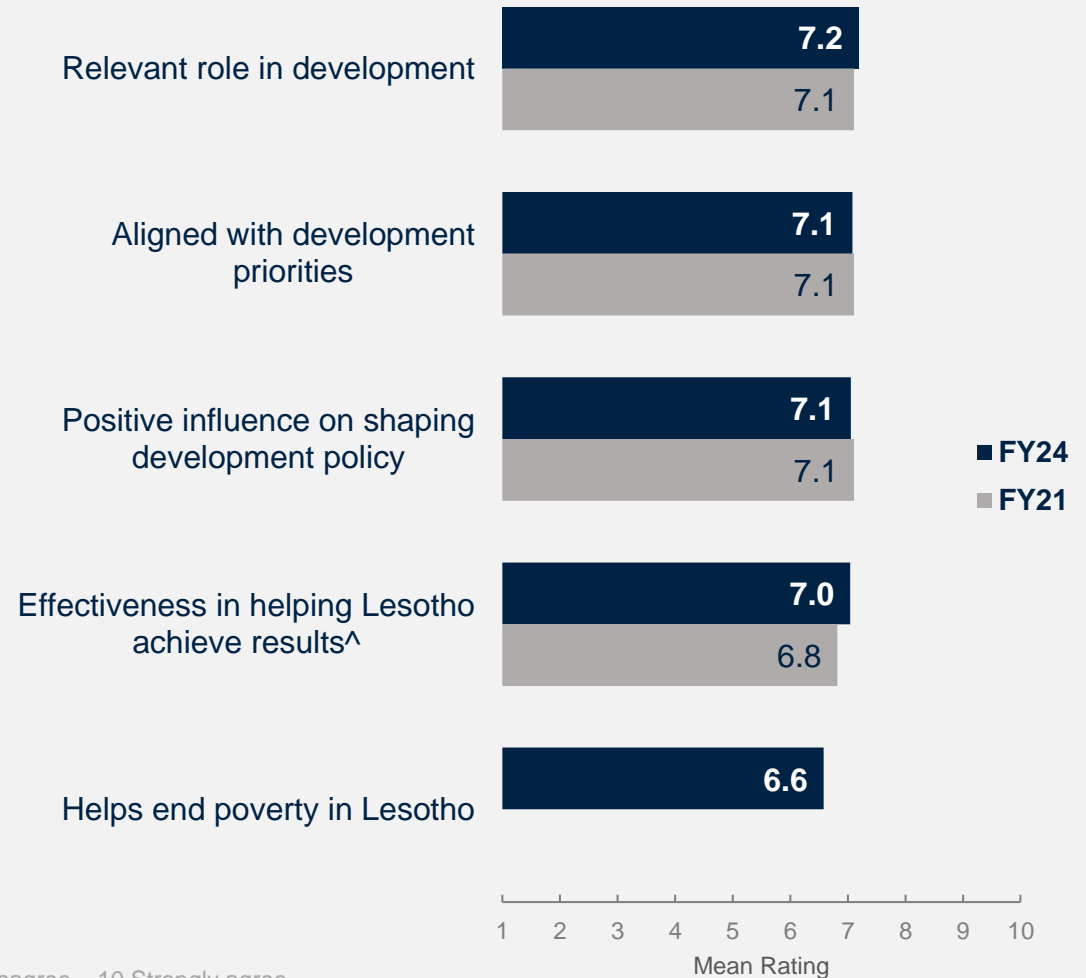 Relevant role in development
7.2
7.1
Aligned with development
priorities
7.1
7.1
Positive influence on shaping
development policy
7.1
7.1
FY24
FY21
Effectiveness in helping Lesotho
achieve results^
7.0
6.8
Helps end poverty in Lesotho
6.6
1 2 3 4 5 6 7 8 9 10
Mean Rating
10 Strongly agree